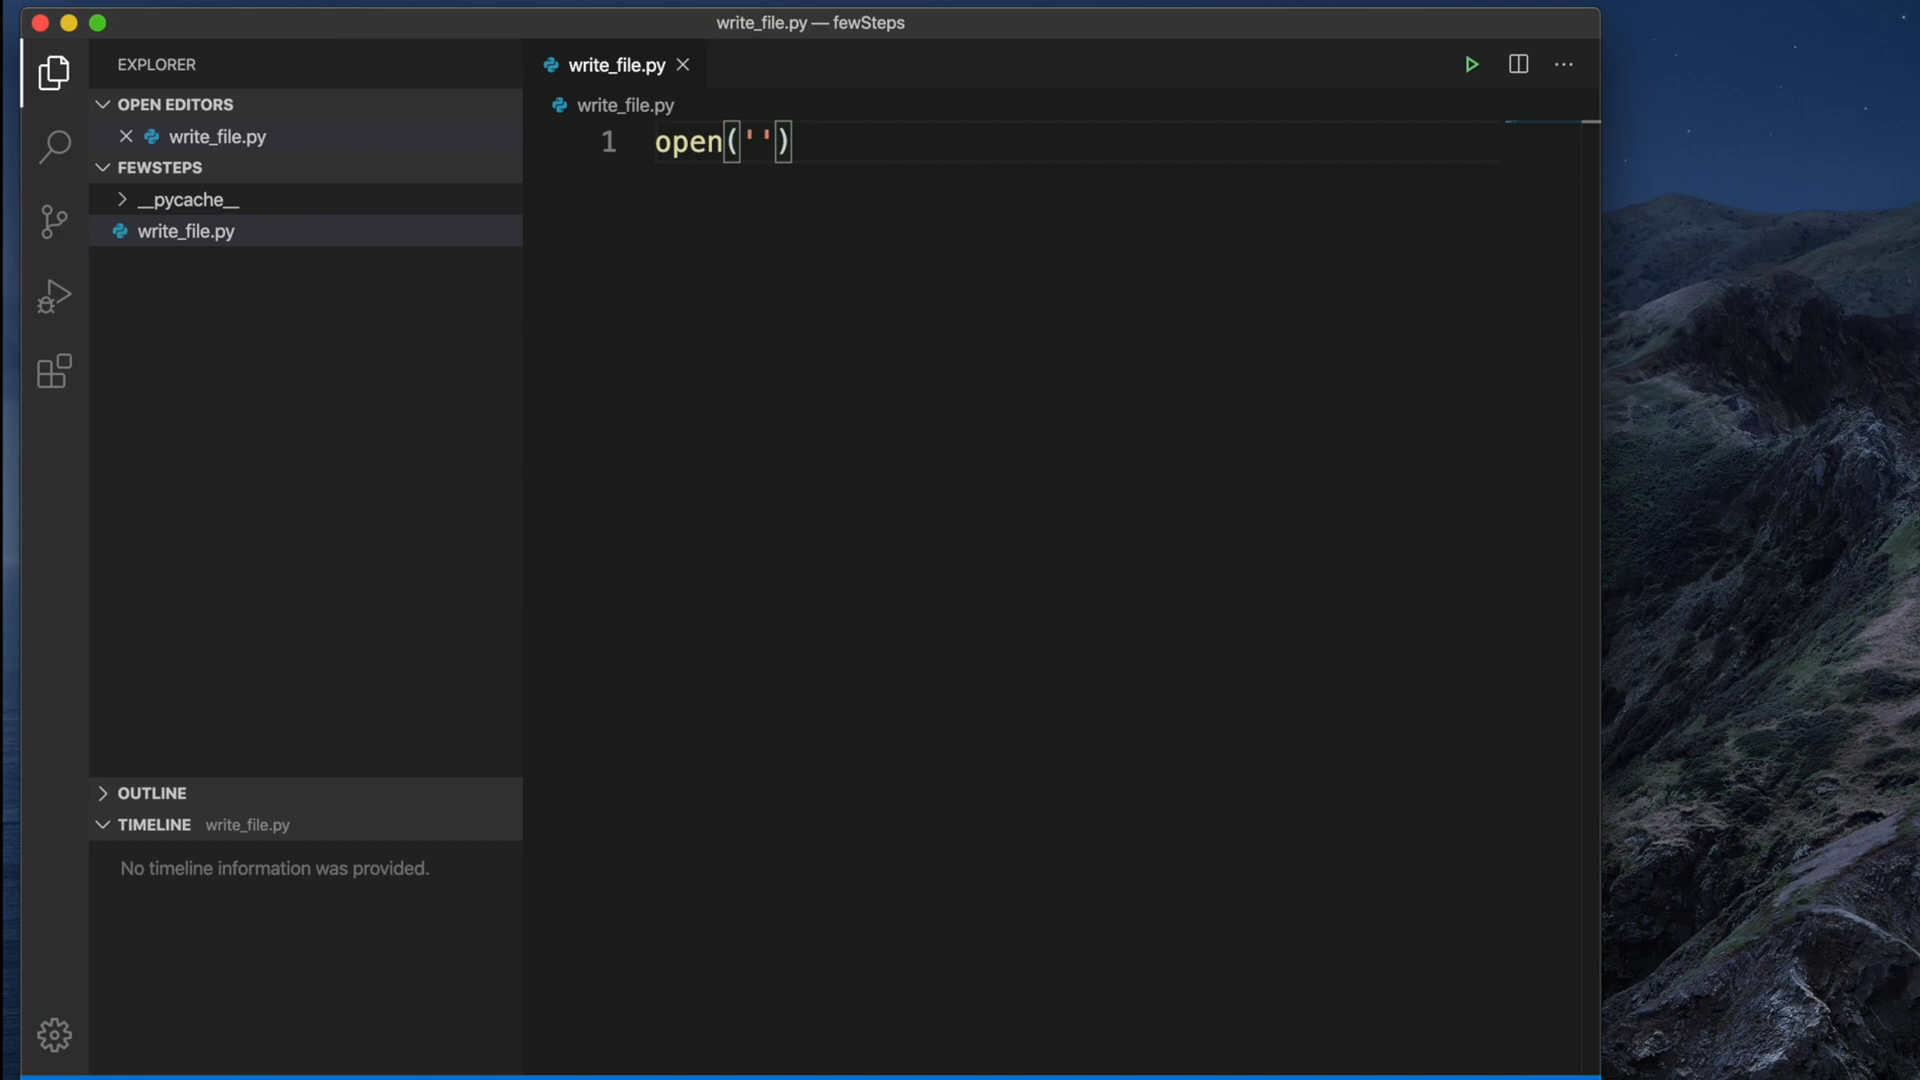 write_file.py — fewSteps
EXPLORER
OPEN EDITORS
write_file.py
FEWSTEPS
__pycache__
write_file.py
OUTLINE
TIMELINE write_file.py
No timeline information was provided.
write_file.py
write_file.py
1 open('')